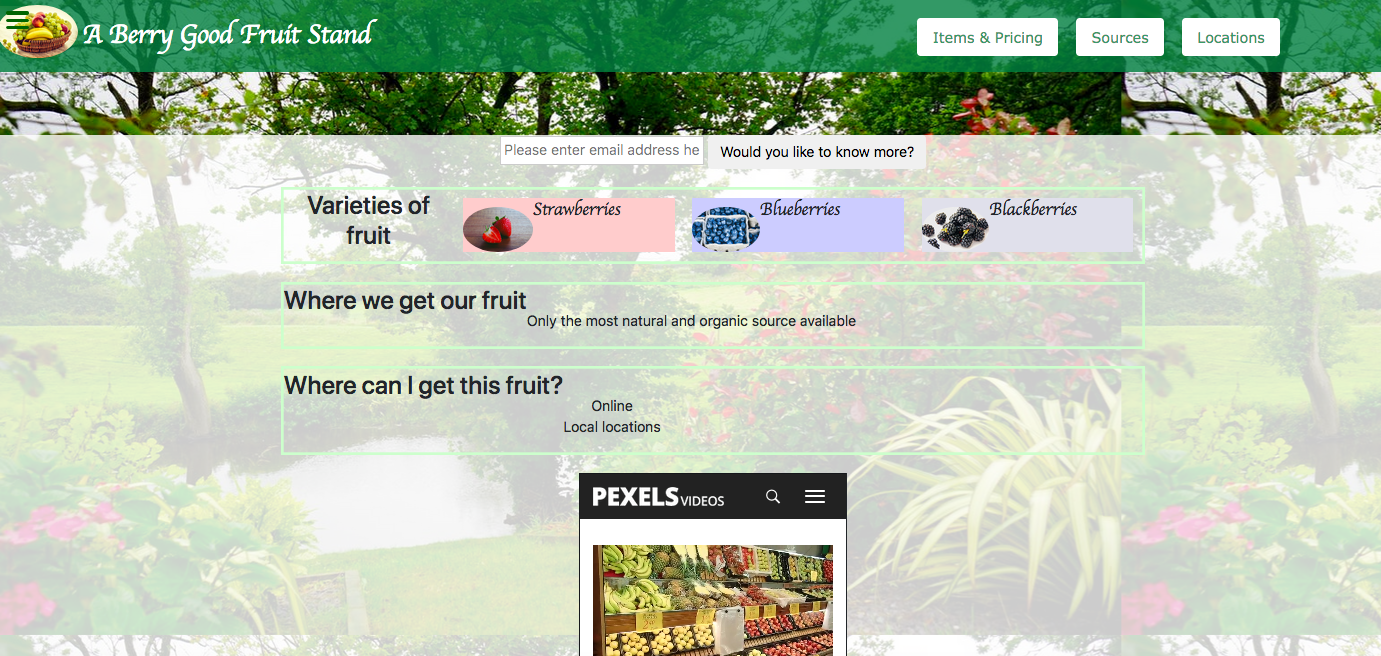 A Berry Good Fruit Stand
Items & Pricing
Sources
Locations
Please enter email address he
Would you like to know more?
Varieties of
fruit
Strawberries
Blueberries
Blackberries
Where we get our fruit
Only the most natural and organic source available
Where can I get this fruit?
Online
Local locations
PEXELS VIDEOS